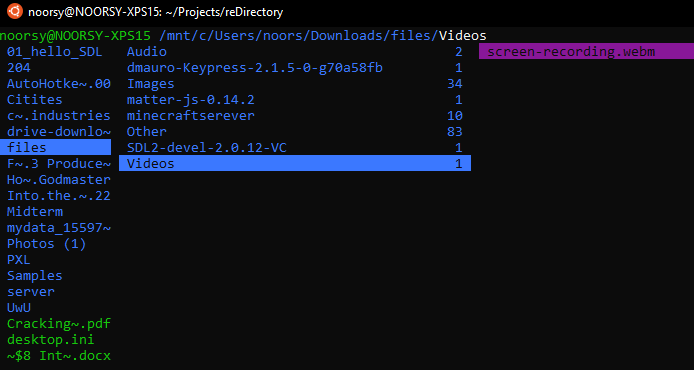 noorsy@NOORSY-XPS15: ~/Projects/reDirectory
noorsy@NOORSY-XPS15 /mnt/c/Users/noors/Downloads/files/Videos
01_hello_SDL
204
AutoHotke~.00
Citites
c~.industries
drive-downlo~
files
F~.3 Produce~
Ho~.Godmaster
Into.the.~.22
Midterm
mydata_15597~
Photos (1)
PXL
Samples
server
UwU
Cracking~.pdf
desktop.ini
~$8 Int~.docx
Audio 2
dmauro-Keypress-2.1.5-0-g70a58fb 1
Images 34
matter-js-0.14.2 1
minecraftserever 10
Other 83
SDL2-devel-2.0.12-VC 1
Videos 1
screen-recording.webm